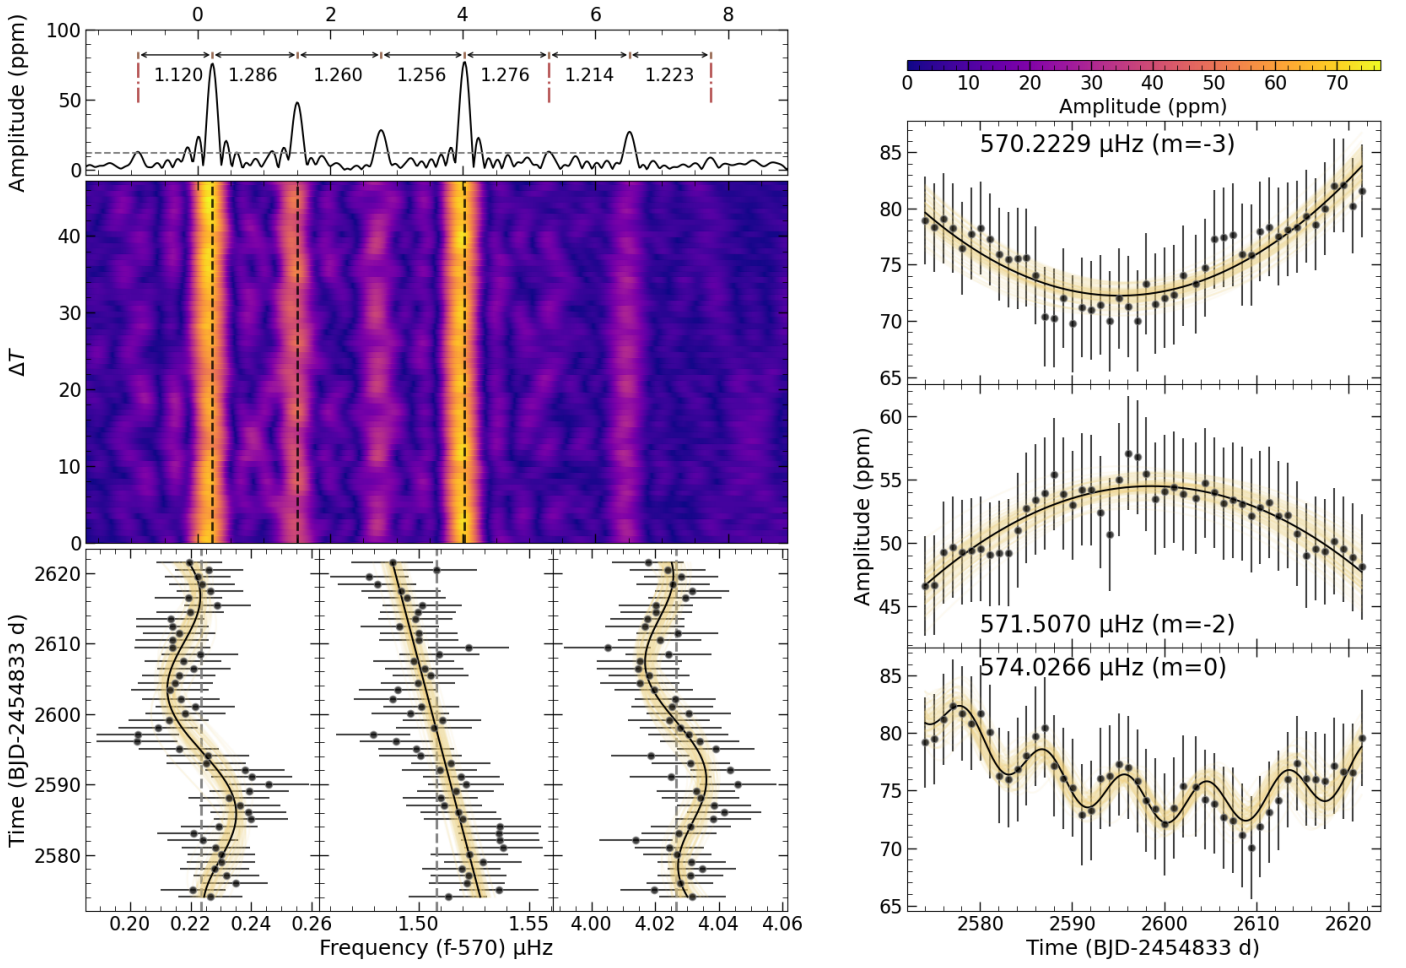 0 2 4 6 8
100
50
0
Amplitude (ppm)
1.120 1.286 1.260 1.256 1.276 1.214 1.223
40
30
20
10
0
ΔT
2620
2610
2600
2590
2580
Time (BJD-2454833 d)
0.20 0.22 0.24 0.26 1.50 1.55 4.00 4.02 4.04 4.06
Frequency (f-570) μHz
0 10 20 30 40 50 60 70
Amplitude (ppm)
570.2229 μHz (m=-3)
85
80
75
70
65
60
55
50
45
Amplitude (ppm)
571.5070 μHz (m=-2)
574.0266 μHz (m=0)
85
80
75
70
65
2580 2590 2600 2610 2620
Time (BJD-2454833 d)